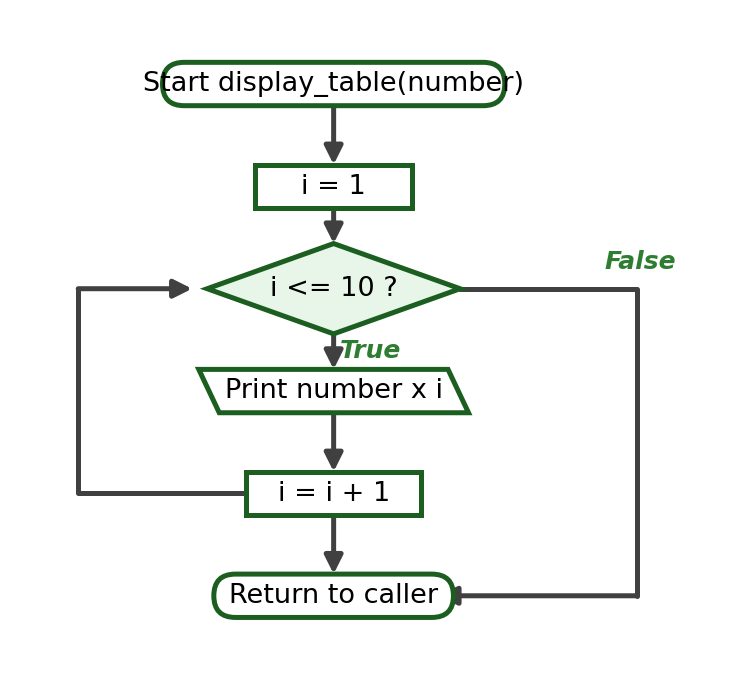 Start display_table(number)
i = 1
i <= 10 ?
False
True
Print number x i
i = i + 1
Return to caller